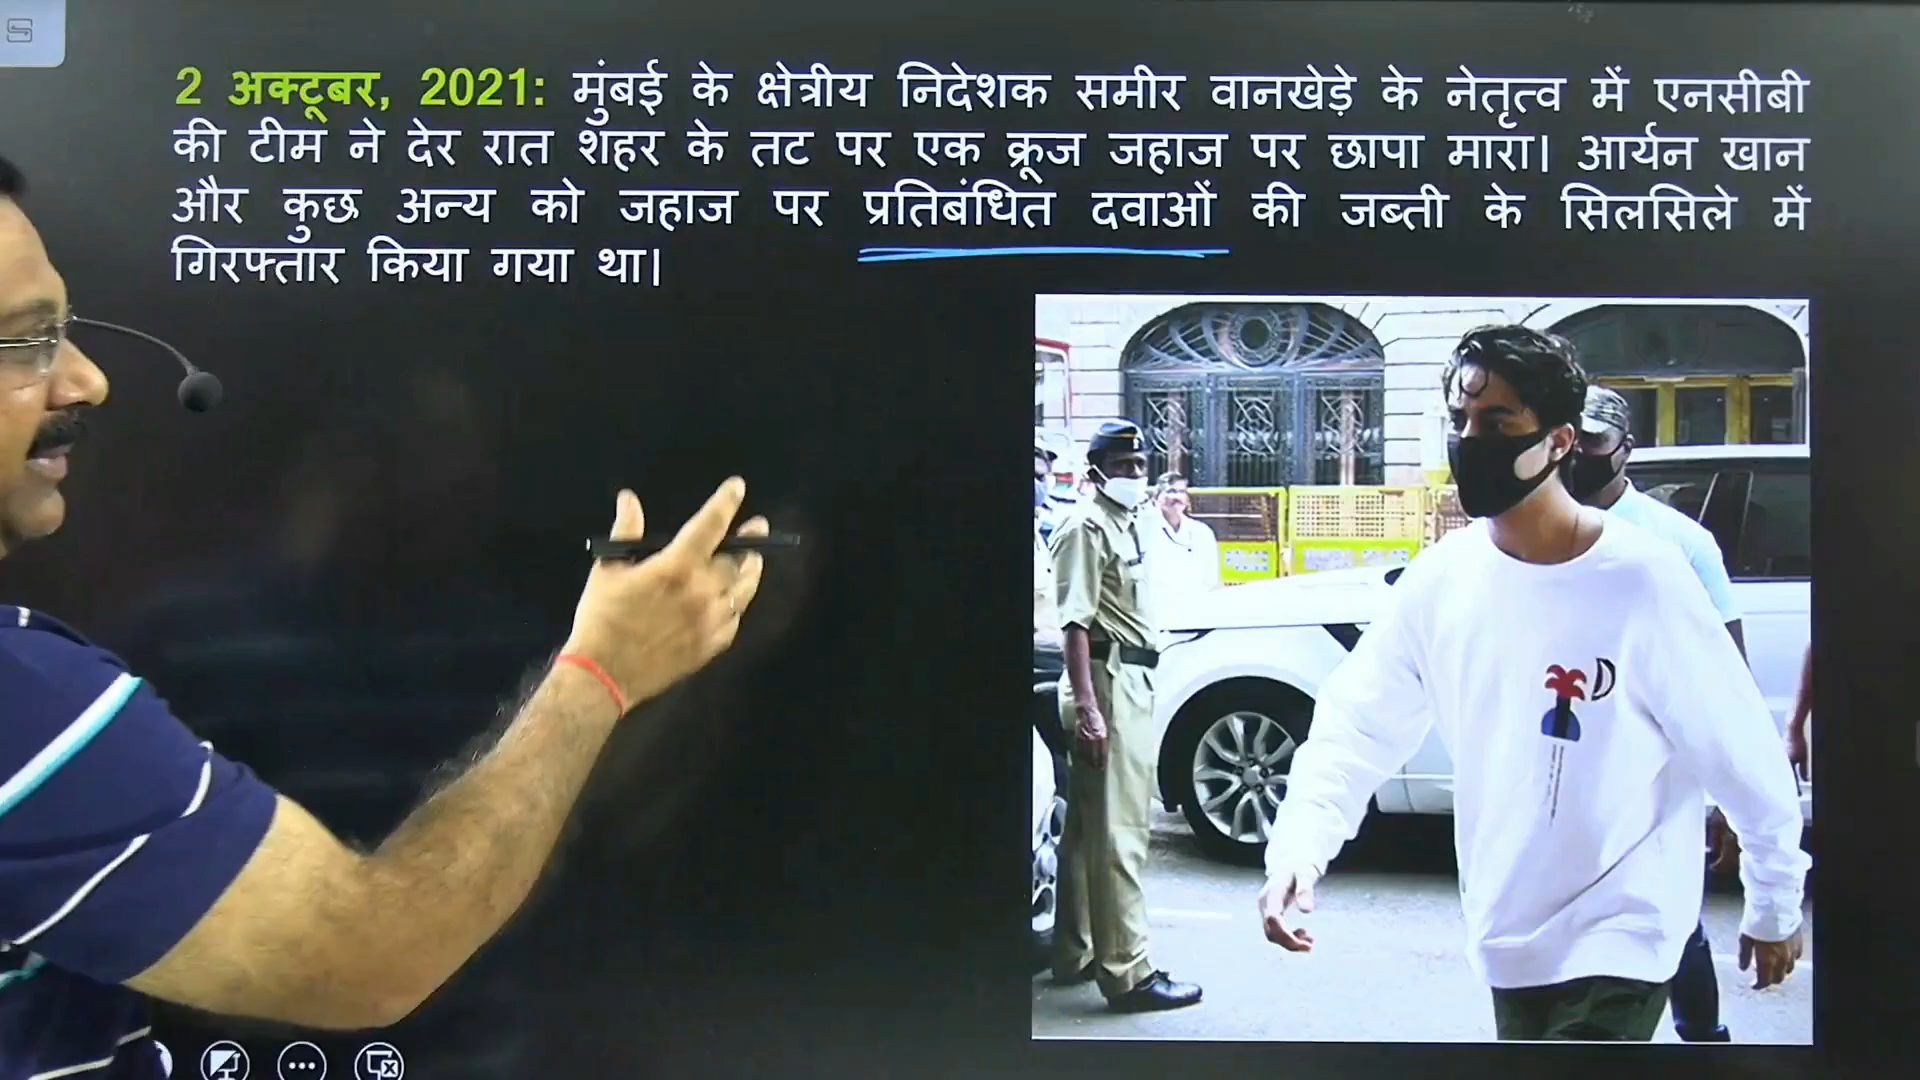 2 अक्टूबर, 2021: मुंबई के क्षेत्रीय निदेशक समीर वानखेड़े के नेतृत्व में एनसीबी
की टीम ने देर रात शहर के तट पर एक क्रूज जहाज पर छापा मारा। आर्यन खान
और कुछ अन्य को जहाज पर प्रतिबंधित दवाओं की जब्ती के सिलसिले में
गिरफ्तार किया गया था।
D